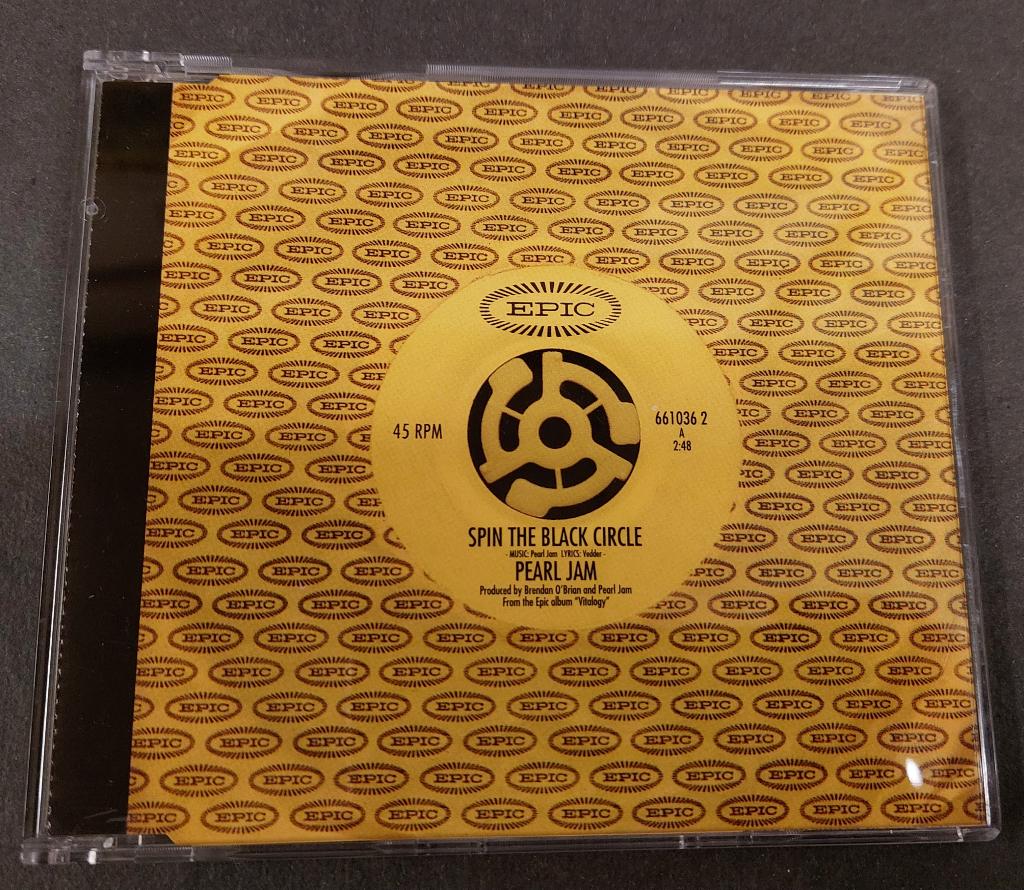 EPIC
45 RPM
661036 2
A
2:48
SPIN THE BLACK CIRCLE
- MUSIC: Pearl Jam LYRICS: Vedder -
PEARL JAM
Produced by Brendan O'Brian and Pearl Jam
From the Epic album "Vitalogy"